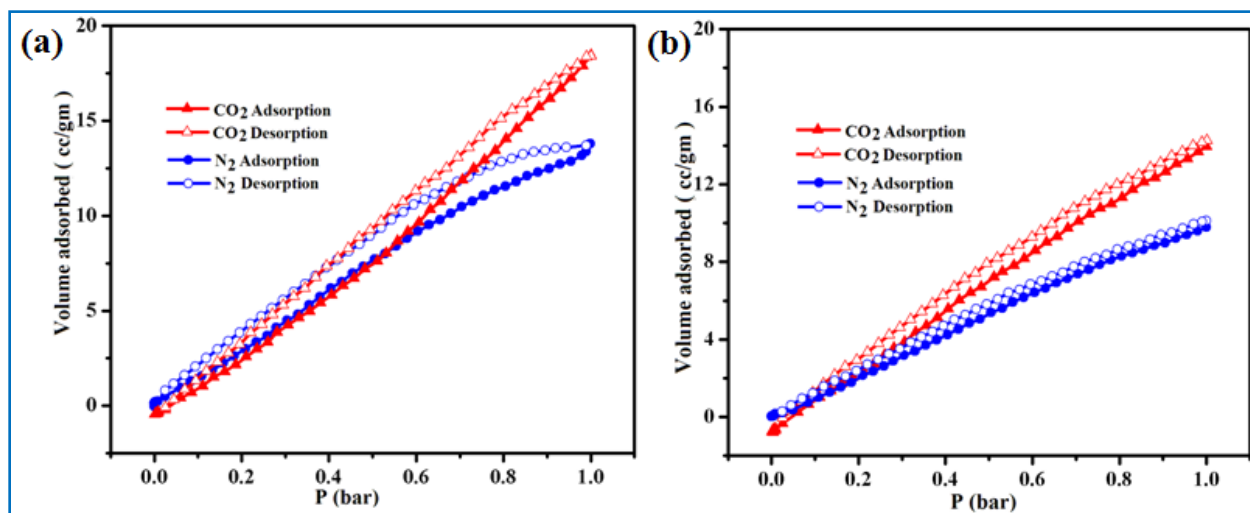 (a)
20
15
10
5
0
Volume adsorbed ( cc/gm )
CO2 Adsorption
CO2 Desorption
N2 Adsorption
N2 Desorption
0.0 0.2 0.4 0.6 0.8 1.0
P (bar)
(b)
20
16
12
8
4
0
Volume adsorbed ( cc/gm )
CO2 Adsorption
CO2 Desorption
N2 Adsorption
N2 Desorption
0.0 0.2 0.4 0.6 0.8 1.0
P (bar)